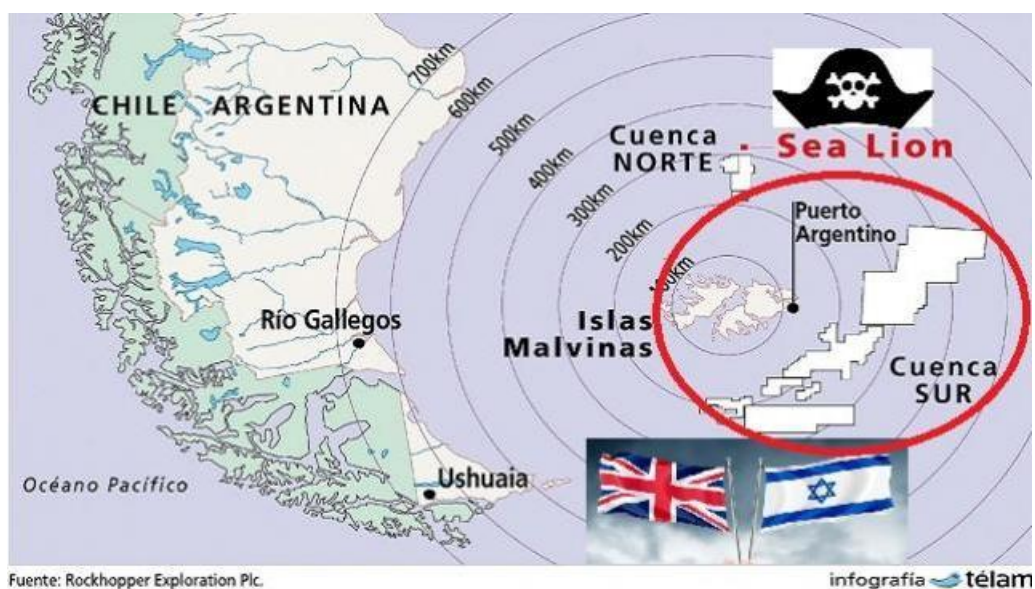 700km
600km
500km
400km
300km
200km
100km
CHILE
ARGENTINA
Cuenca
NORTE
Sea Lion
Puerto
Argentino
Islas
Malvinas
Río Gallegos
Cuenca
SUR
Océano Pacífico
Ushuaia
Fuente: Rockhopper Exploration Plc.
infografía télam